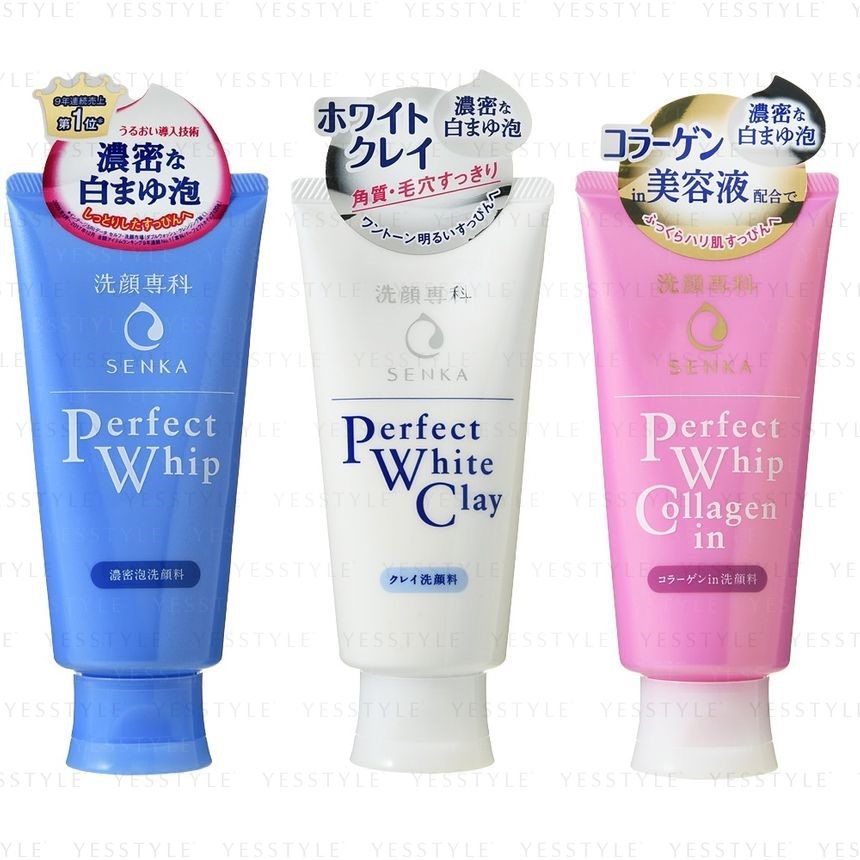 9年連続売上
第1位※
うるおい導入技術
濃密な
白まゆ泡
しっとりしたすっぴんへ
洗顔専科
SENKA
Perfect
Whip
濃密泡洗顔料
ホワイト
クレイ
濃密な
白まゆ泡
角質・毛穴すっきり
ワントーン明るいすっぴんへ
洗顔専科
SENKA
Perfect
White
Clay
クレイ洗顔料
濃密な
白まゆ泡
コラーゲン
in美容液配合で
ふっくらハリ肌すっぴんへ
洗顔専科
SENKA
Perfect
Whip
Collagen
in
コラーゲンin洗顔料
YESSTYLE